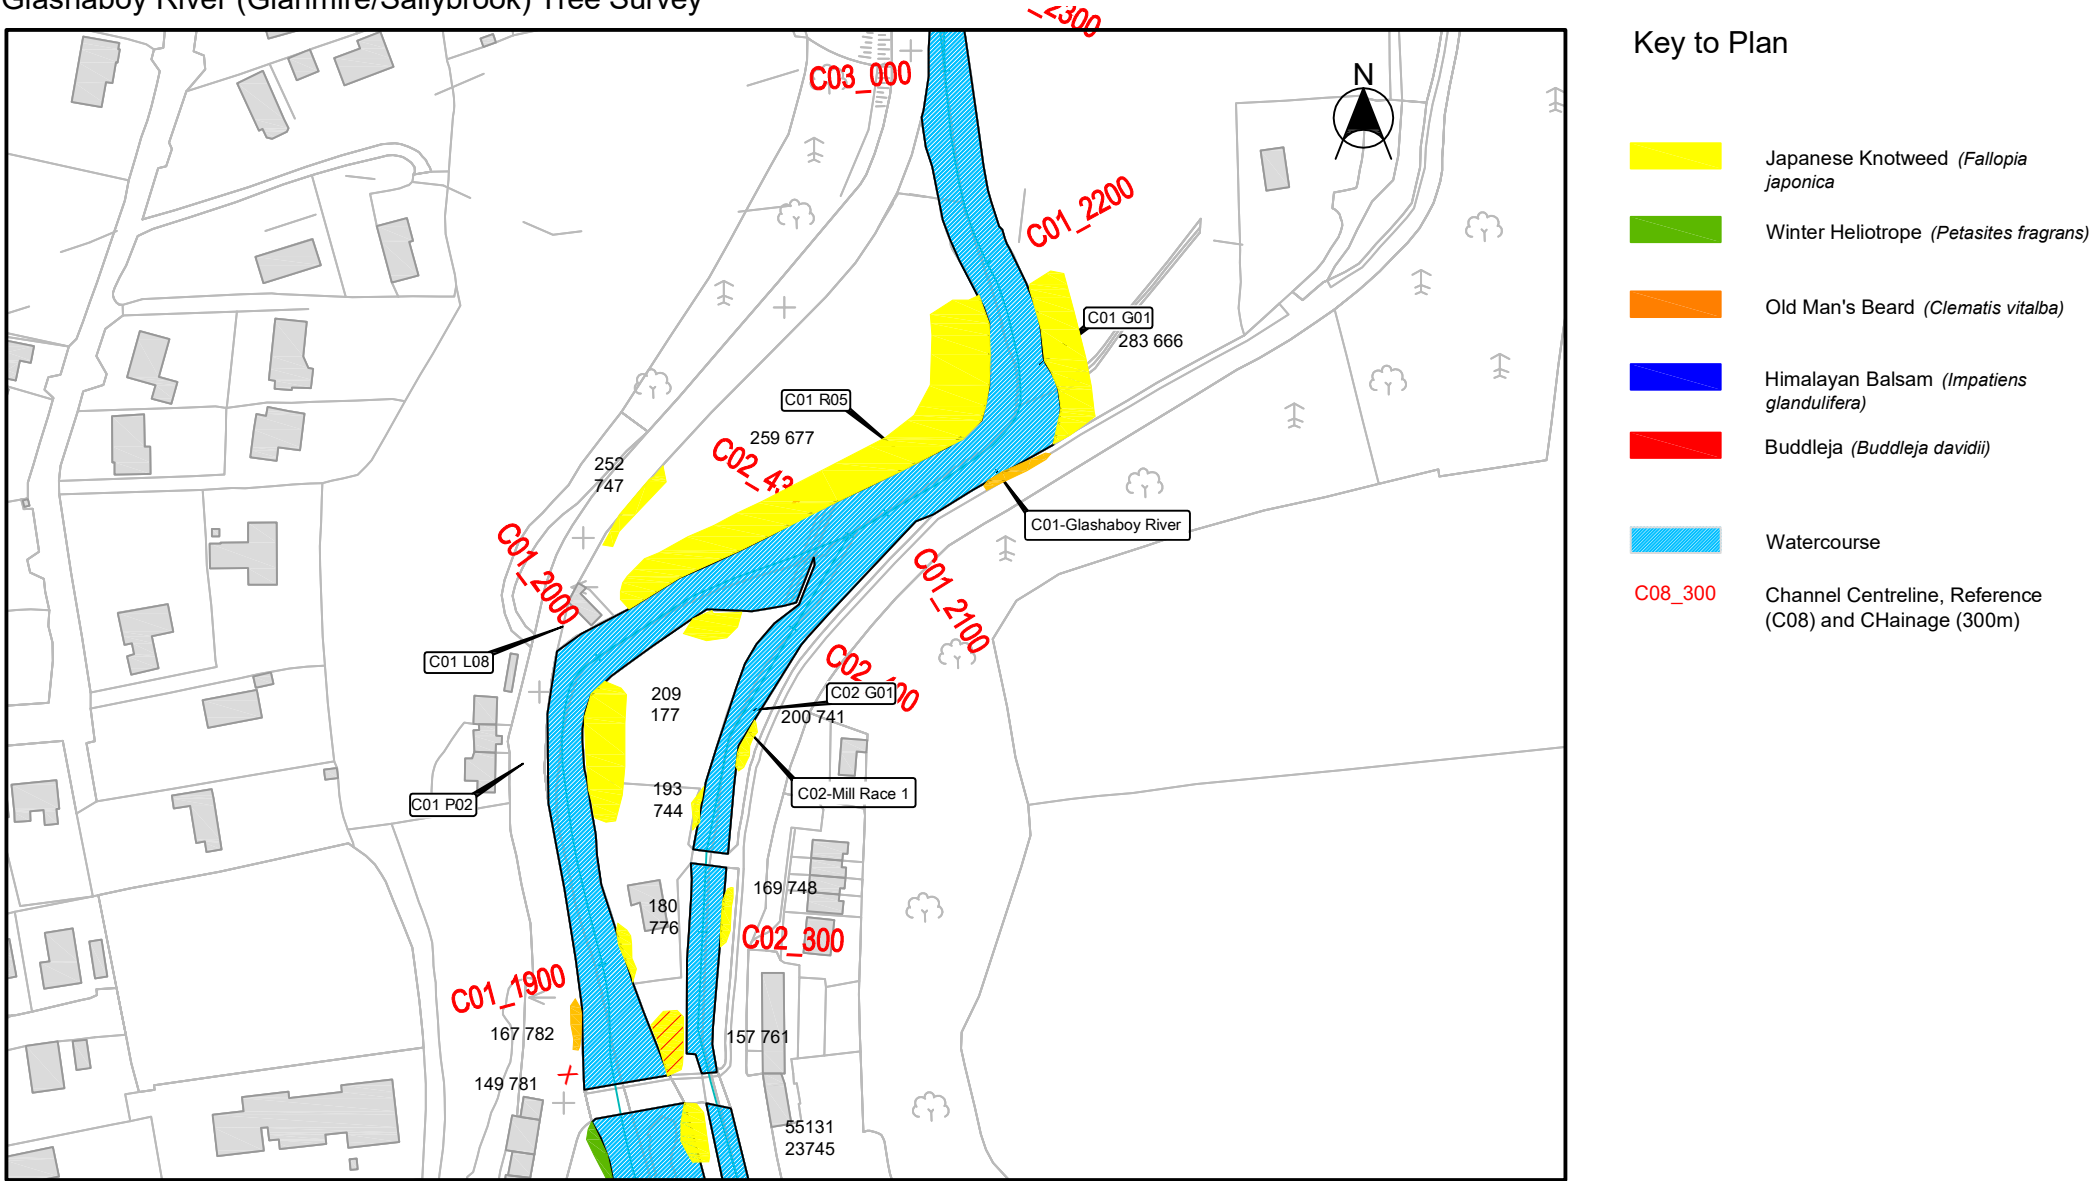 Glashaboy River (Glanmire/Sallybrook) Tree Survey
_2300
Key to Plan
C03_000
N
Japanese Knotweed (Fallopia
japonica
C01_2200
Winter Heliotrope (Petasites fragrans)
Old Man's Beard (Clematis vitalba)
C01 G01
283 666
Himalayan Balsam (Impatiens
glandulifera)
C01 R05
259 677
Buddleja (Buddleja davidii)
C02_43
252
747
C01-Glashaboy River
Watercourse
C01_2000
C01_2100
C08_300
Channel Centreline, Reference
(C08) and CHainage (300m)
C01 L08
C02_
00
C02 G01
209
177
200 741
193
744
C02-Mill Race 1
C01 P02
169 748
180
776
C02_300
C01_1900
167 782
157 761
149 781
55131
23745